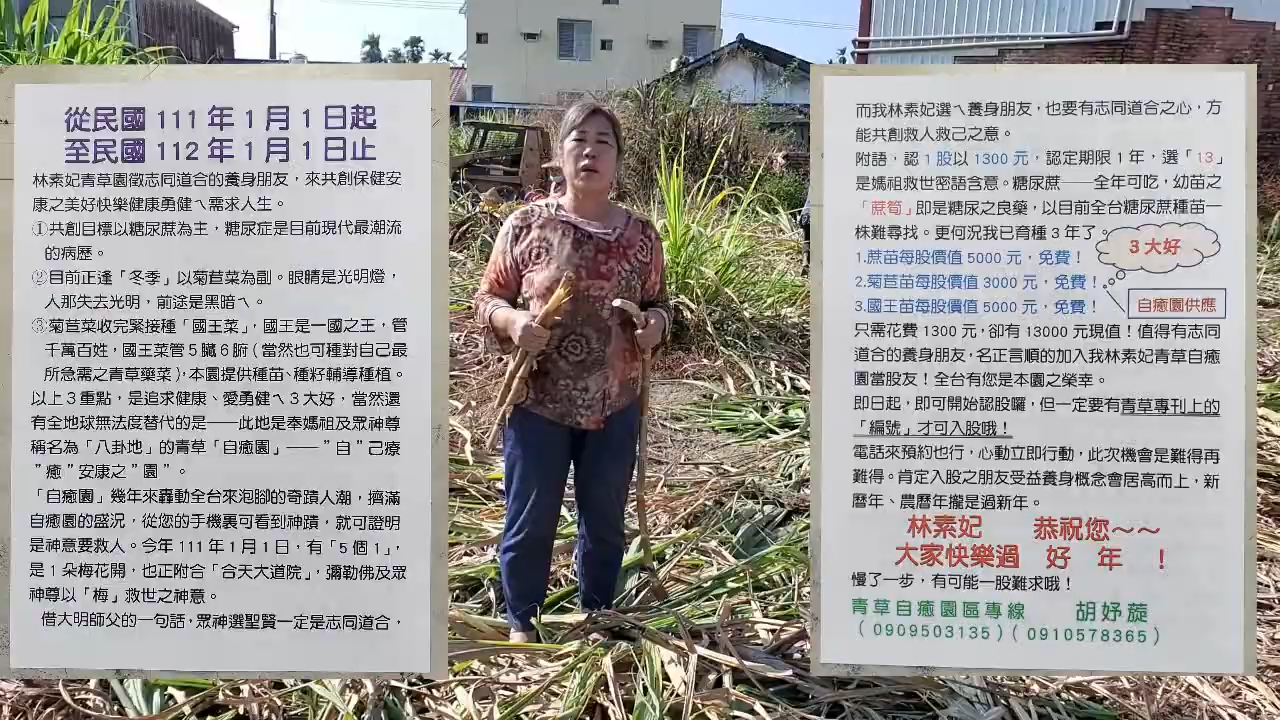 從民國 111 年 1 月 1 日起
至民國 112 年 1 月 1 日止
林素妃青草園徵志同道合的養身朋友，來共創保健安
康之美好快樂健康勇健ㄟ需求人生。
①共創目標以糖尿蔗為主，糖尿症是目前現代最潮流
的病歷。
②目前正逢「冬季」以菊苣菜為副。眼睛是光明燈，
人那失去光明，前途是黑暗ㄟ。
③菊苣菜收完緊接種「國王菜」，國王是一國之王，管
千萬百姓，國王菜管5臟6腑(當然也可種對自己最
所急需之青草藥菜)，本園提供種苗、種籽輔導種植。
以上3重點，是追求健康、愛勇健ㄟ3大好，當然還
有全地球無法度替代的是——此地是奉媽祖及眾神尊
稱名為「八卦地」的青草「自癒園」——”自”己療
”癒”安康之”園”。
「自癒園」幾年來轟動全台來泡腳的奇蹟人潮，擠滿
自癒園的盛況，從您的手機裏可看到神蹟，就可證明
是神意要救人。今年111年1月1日，有「5個1」，
是1朵梅花開，也正附合「合天大道院」，彌勒佛及眾
神尊以「梅」救世之神意。
借大明師父的一句話，眾神選聖賢一定是志同道合，
而我林素妃選ㄟ養身朋友，也要有志同道合之心，方
能共創救人救己之意。
附語，認1股以1300元，認定期限1年，選「13」
是媽祖救世密語含意。糖尿蔗——全年可吃，幼苗之
「蔗筍」即是糖尿之良藥，以目前全台糖尿蔗種苗一
株難尋找。更何況我已育種3年了。
3大好
1.蔗苗每股價值5000元，免費！
2.菊苣苗每股價值3000元，免費！
3.國王苗每股價值5000元，免費！
自癒園供應
只需花費1300元，卻有13000元現值！值得有志同
道合的養身朋友，名正言順的加入我林素妃青草自癒
園當股友！全台有您是本園之榮幸。
即日起，即可開始認股囉，但一定要有青草專刊上的
「編號」才可入股哦！
電話來預約也行，心動立即行動，此次機會是難得再
難得。肯定入股之朋友受益養身概念會居高而上，新
曆年、農曆年攏是過新年。
林素妃　恭祝您～～
大家快樂過　好　年　！
慢了一步，有可能一股難求哦！
青草自癒園區專線　胡妤蔙
(0909503135)(0910578365)